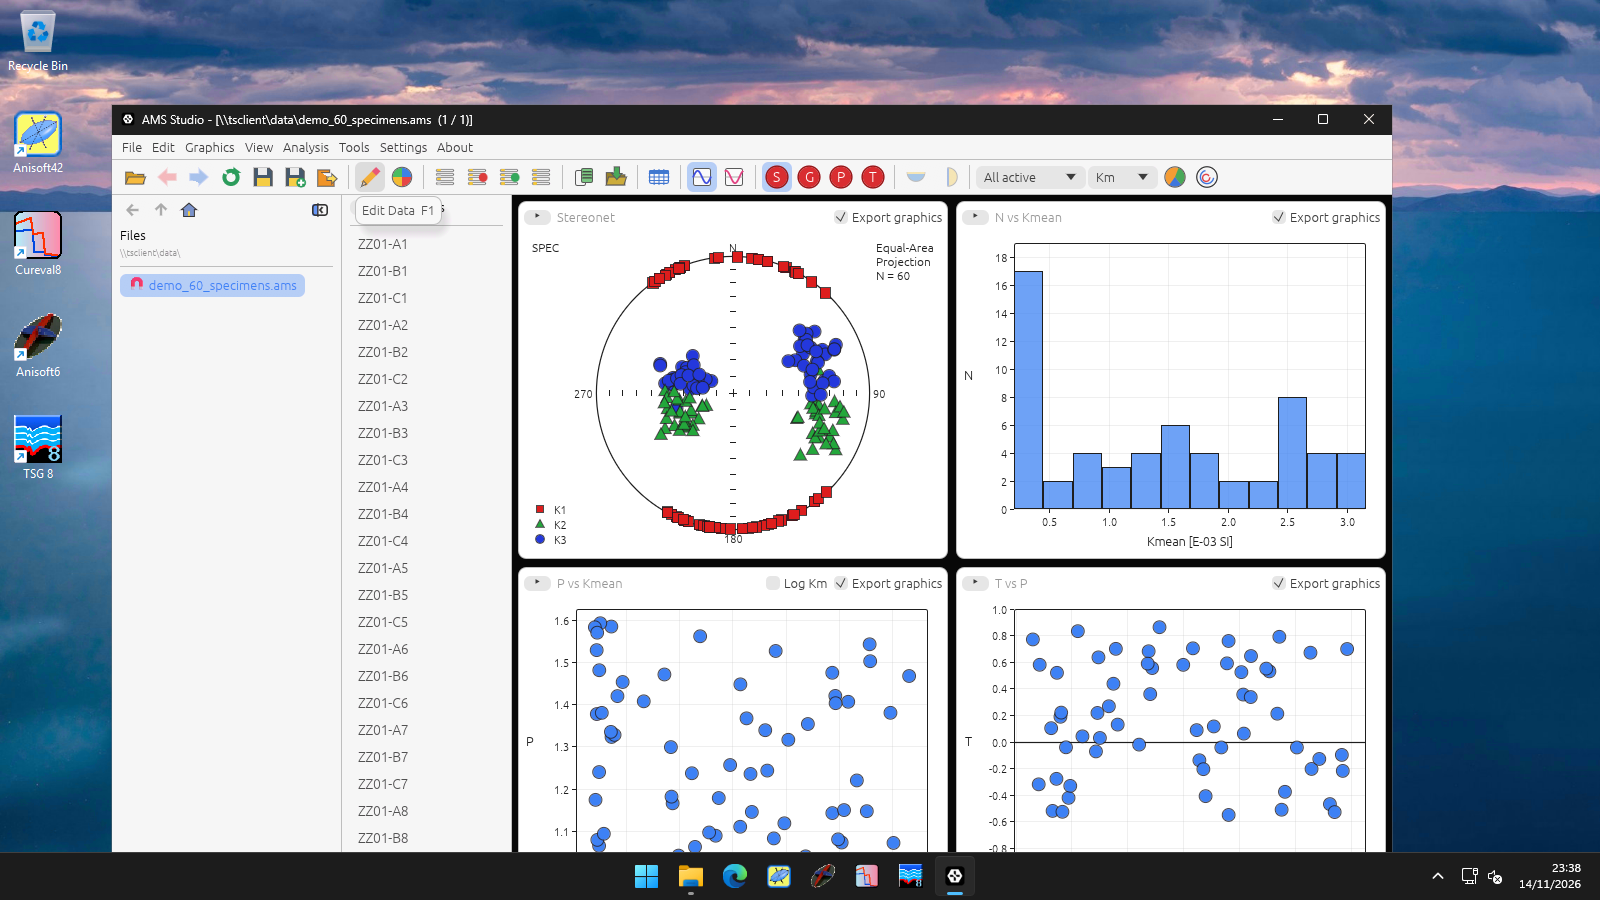 Recycle Bin
Anisoft42
Cureval8
Anisoft6
TSG 8
AMS Studio - [\\tsclient\data\demo_60_specimens.ams (1 / 1)]
File Edit Graphics View Analysis Tools Settings About
S G P T All active Km
Edit Data F1
Files
\\tsclient\data\
demo_60_specimens.ams
ZZ01-A1
ZZ01-B1
ZZ01-C1
ZZ01-A2
ZZ01-B2
ZZ01-C2
ZZ01-A3
ZZ01-B3
ZZ01-C3
ZZ01-A4
ZZ01-B4
ZZ01-C4
ZZ01-A5
ZZ01-B5
ZZ01-C5
ZZ01-A6
ZZ01-B6
ZZ01-C6
ZZ01-A7
ZZ01-B7
ZZ01-C7
ZZ01-A8
ZZ01-B8
Stereonet Export graphics
SPEC
N
Equal-Area
Projection
N = 60
270
90
180
K1
K2
K3
N vs Kmean Export graphics
18
16
14
12
10
8
6
4
2
0
N
0.5 1.0 1.5 2.0 2.5 3.0
Kmean [E-03 SI]
P vs Kmean Log Km Export graphics
1.6
1.5
1.4
1.3
1.2
1.1
P
T vs P Export graphics
1.0
0.8
0.6
0.4
0.2
0.0
-0.2
-0.4
-0.6
-0.8
T
23:38
14/11/2026